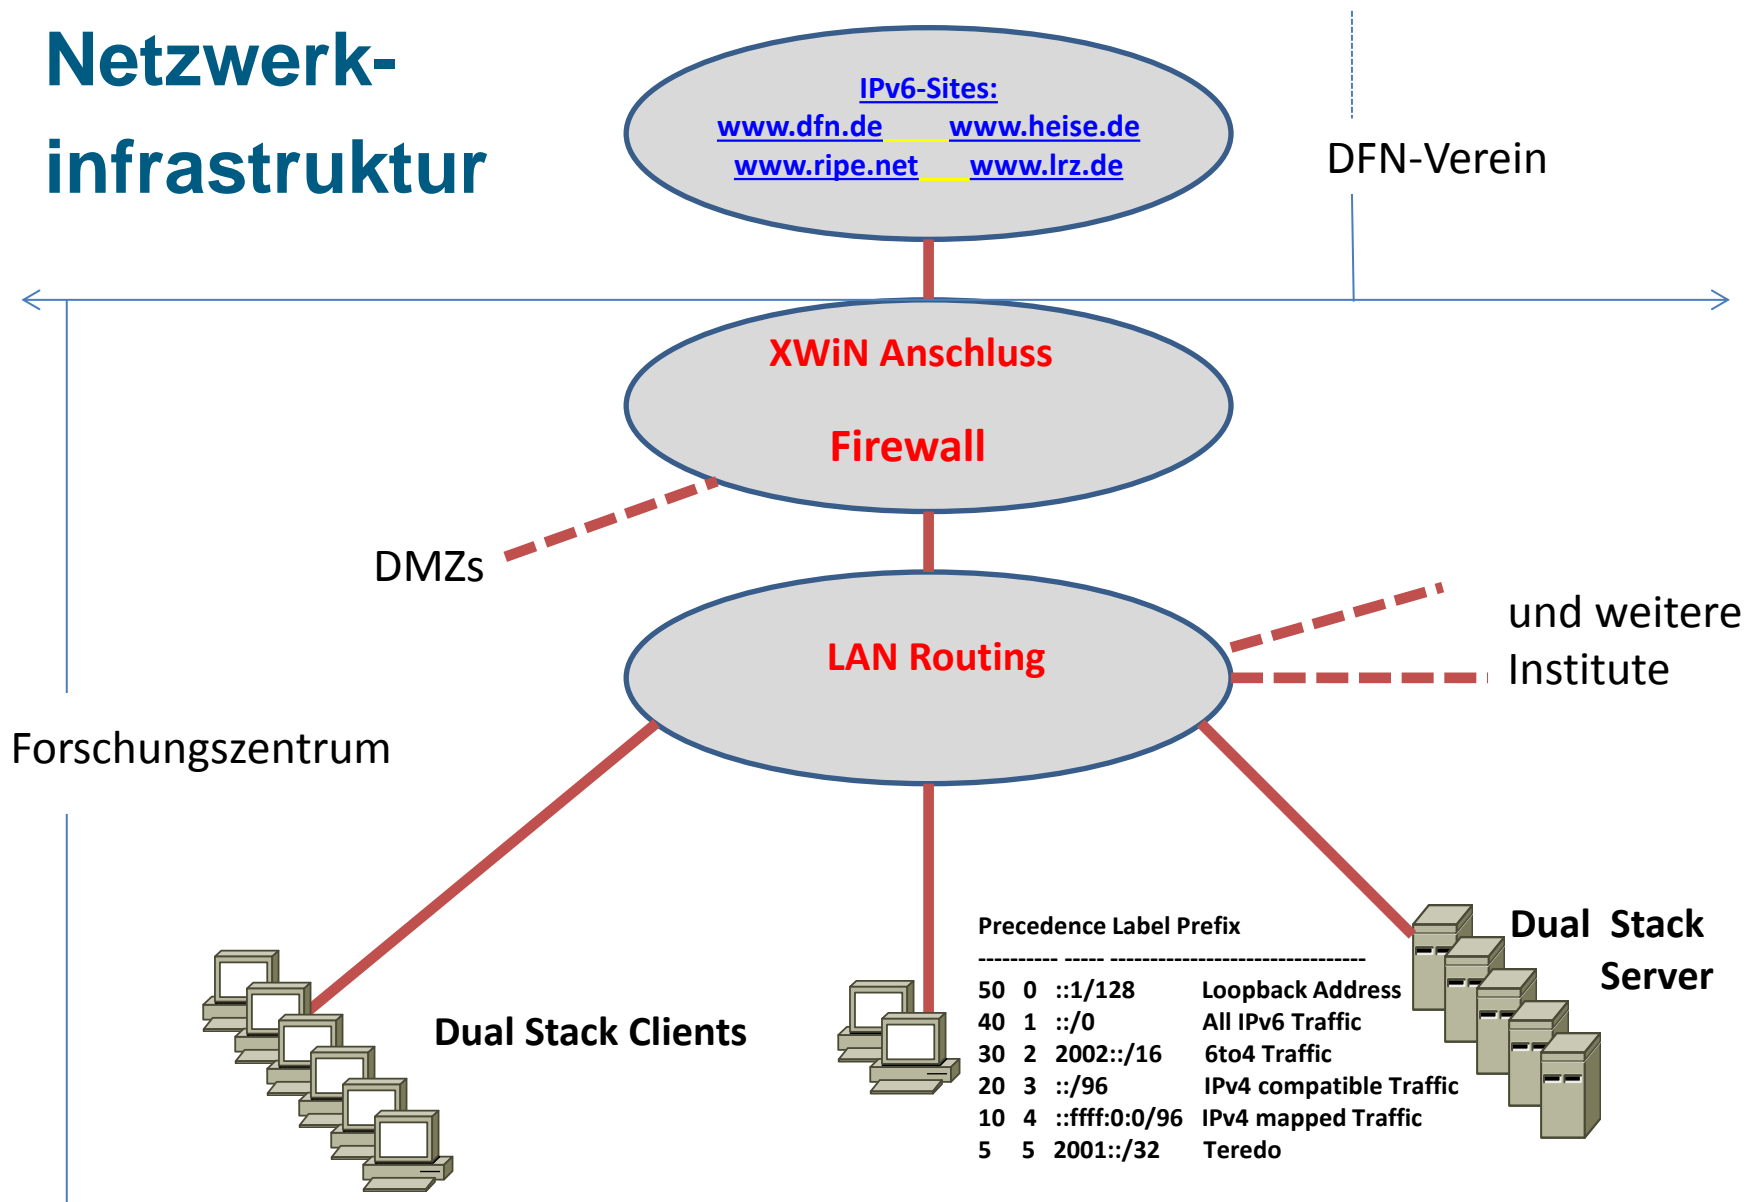 Netzwerk-
infrastruktur
IPv6-Sites:
www.dfn.de www.heise.de
www.ripe.net www.lrz.de
DFN-Verein
XWiN Anschluss
Firewall
DMZs
LAN Routing
und weitere
Institute
Forschungszentrum
Dual Stack Clients
Precedence Label Prefix
---------- ----- --------------------------------
50 0 ::1/128 Loopback Address
40 1 ::/0 All IPv6 Traffic
30 2 2002::/16 6to4 Traffic
20 3 ::/96 IPv4 compatible Traffic
10 4 ::ffff:0:0/96 IPv4 mapped Traffic
5 5 2001::/32 Teredo
Dual Stack
Server